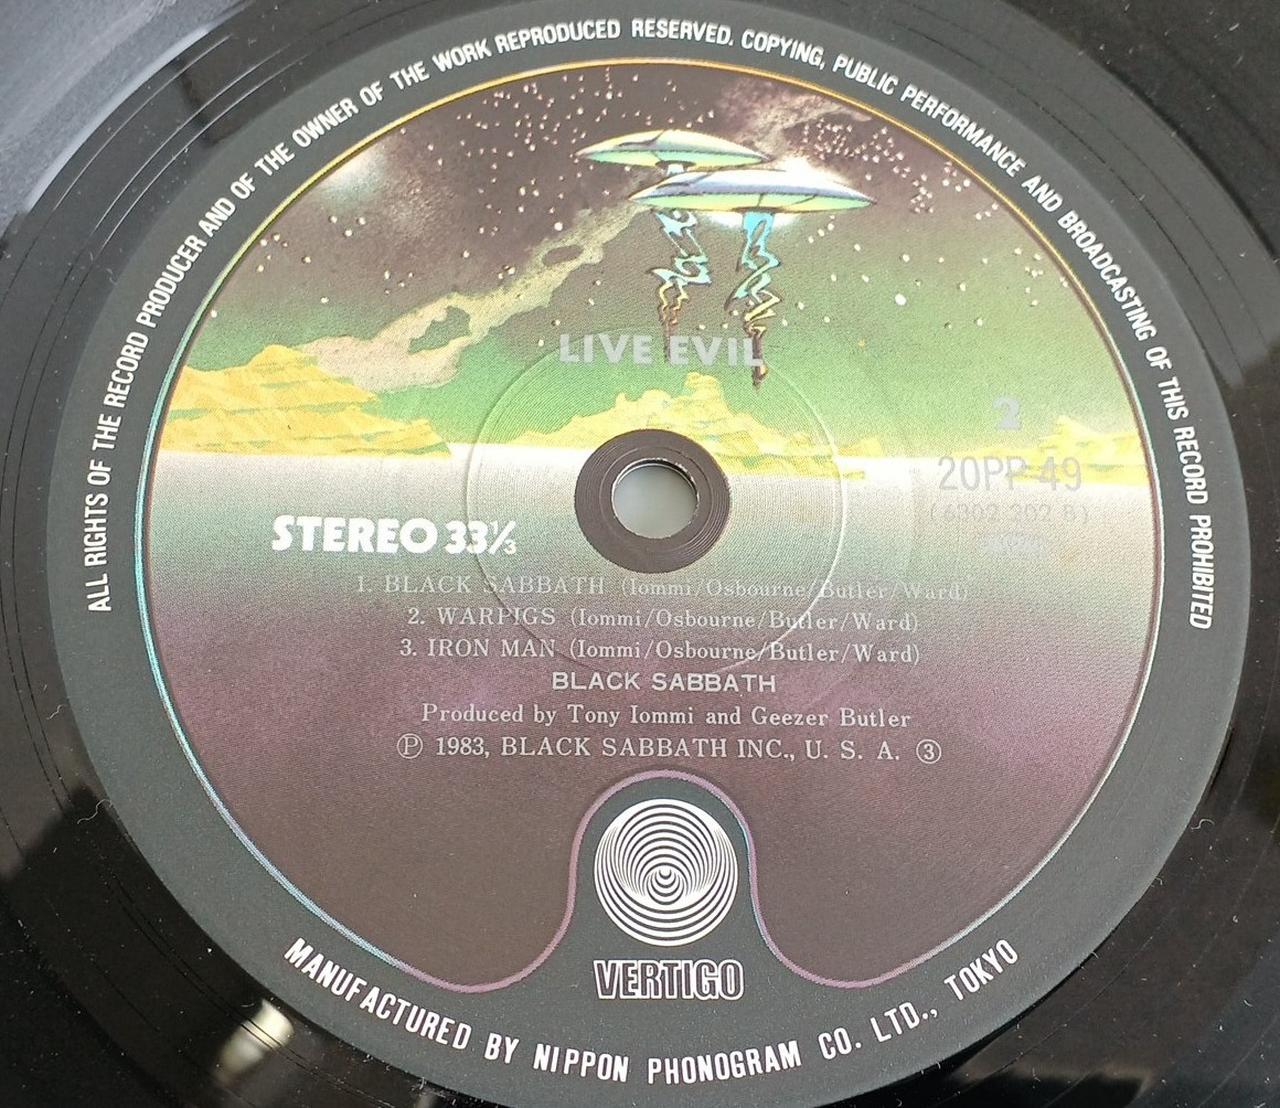 ALL RIGHTS OF THE RECORD PRODUCER AND OF THE OWNER OF THE WORK REPRODUCED RESERVED. COPYING, PUBLIC PERFORMANCE AND BROADCASTING OF THIS RECORD PROHIBITED
LIVE EVIL
2
20PP-49
(6302 202 B)
STEREO 33⅓
1. BLACK SABBATH (Iommi/Osbourne/Butler/Ward)
2. WARPIGS (Iommi/Osbourne/Butler/Ward)
3. IRON MAN (Iommi/Osbourne/Butler/Ward)
BLACK SABBATH
Produced by Tony Iommi and Geezer Butler
Ⓟ 1983, BLACK SABBATH INC., U. S. A. ③
VERTIGO
MANUFACTURED BY NIPPON PHONOGRAM CO. LTD., TOKYO